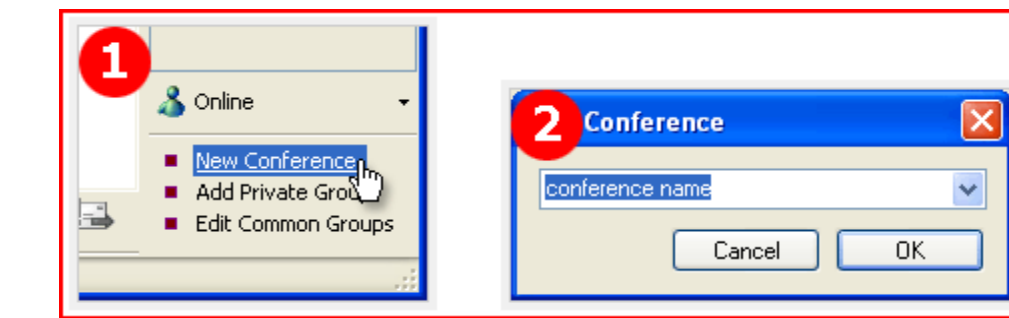 1
Online
New Conference
Add Private Grou
Edit Common Groups
2
Conference
conference name
Cancel
OK